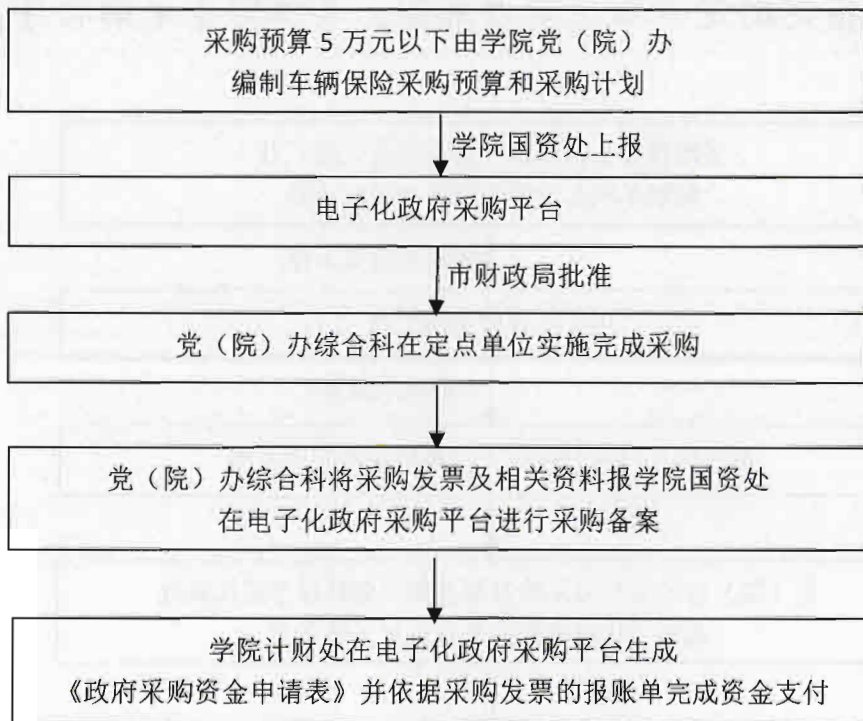 采购预算 5 万元以下由学院党（院）办
编制车辆保险采购预算和采购计划
学院国资处上报
电子化政府采购平台
市财政局批准
党（院）办综合科在定点单位实施完成采购
党（院）办综合科将采购发票及相关资料报学院国资处
在电子化政府采购平台进行采购备案
学院计财处在电子化政府采购平台生成
《政府采购资金申请表》并依据采购发票的报账单完成资金支付